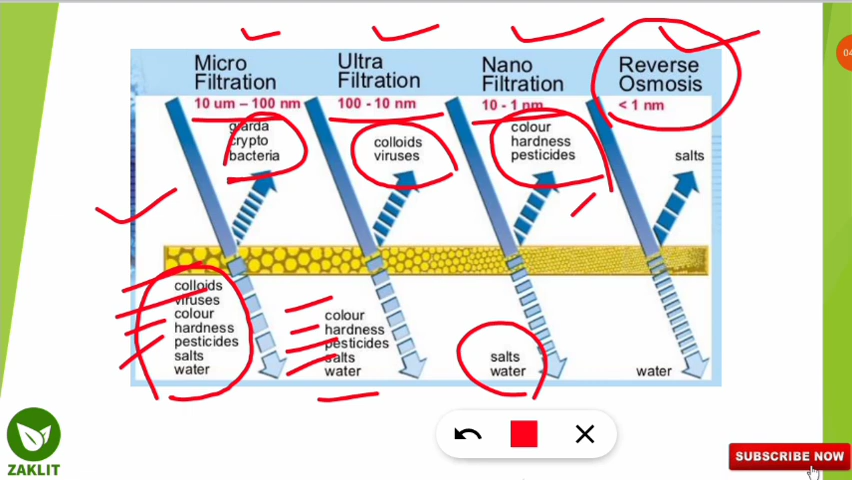 Micro
Filtration
10 um – 100 nm
giarda
crypto
bacteria
colloids
viruses
colour
hardness
pesticides
salts
water
Ultra
Filtration
100 - 10 nm
colloids
viruses
colour
hardness
pesticides
salts
water
Nano
Filtration
10 - 1 nm
colour
hardness
pesticides
salts
water
Reverse
Osmosis
< 1 nm
salts
water
ZAKLIT
SUBSCRIBE NOW